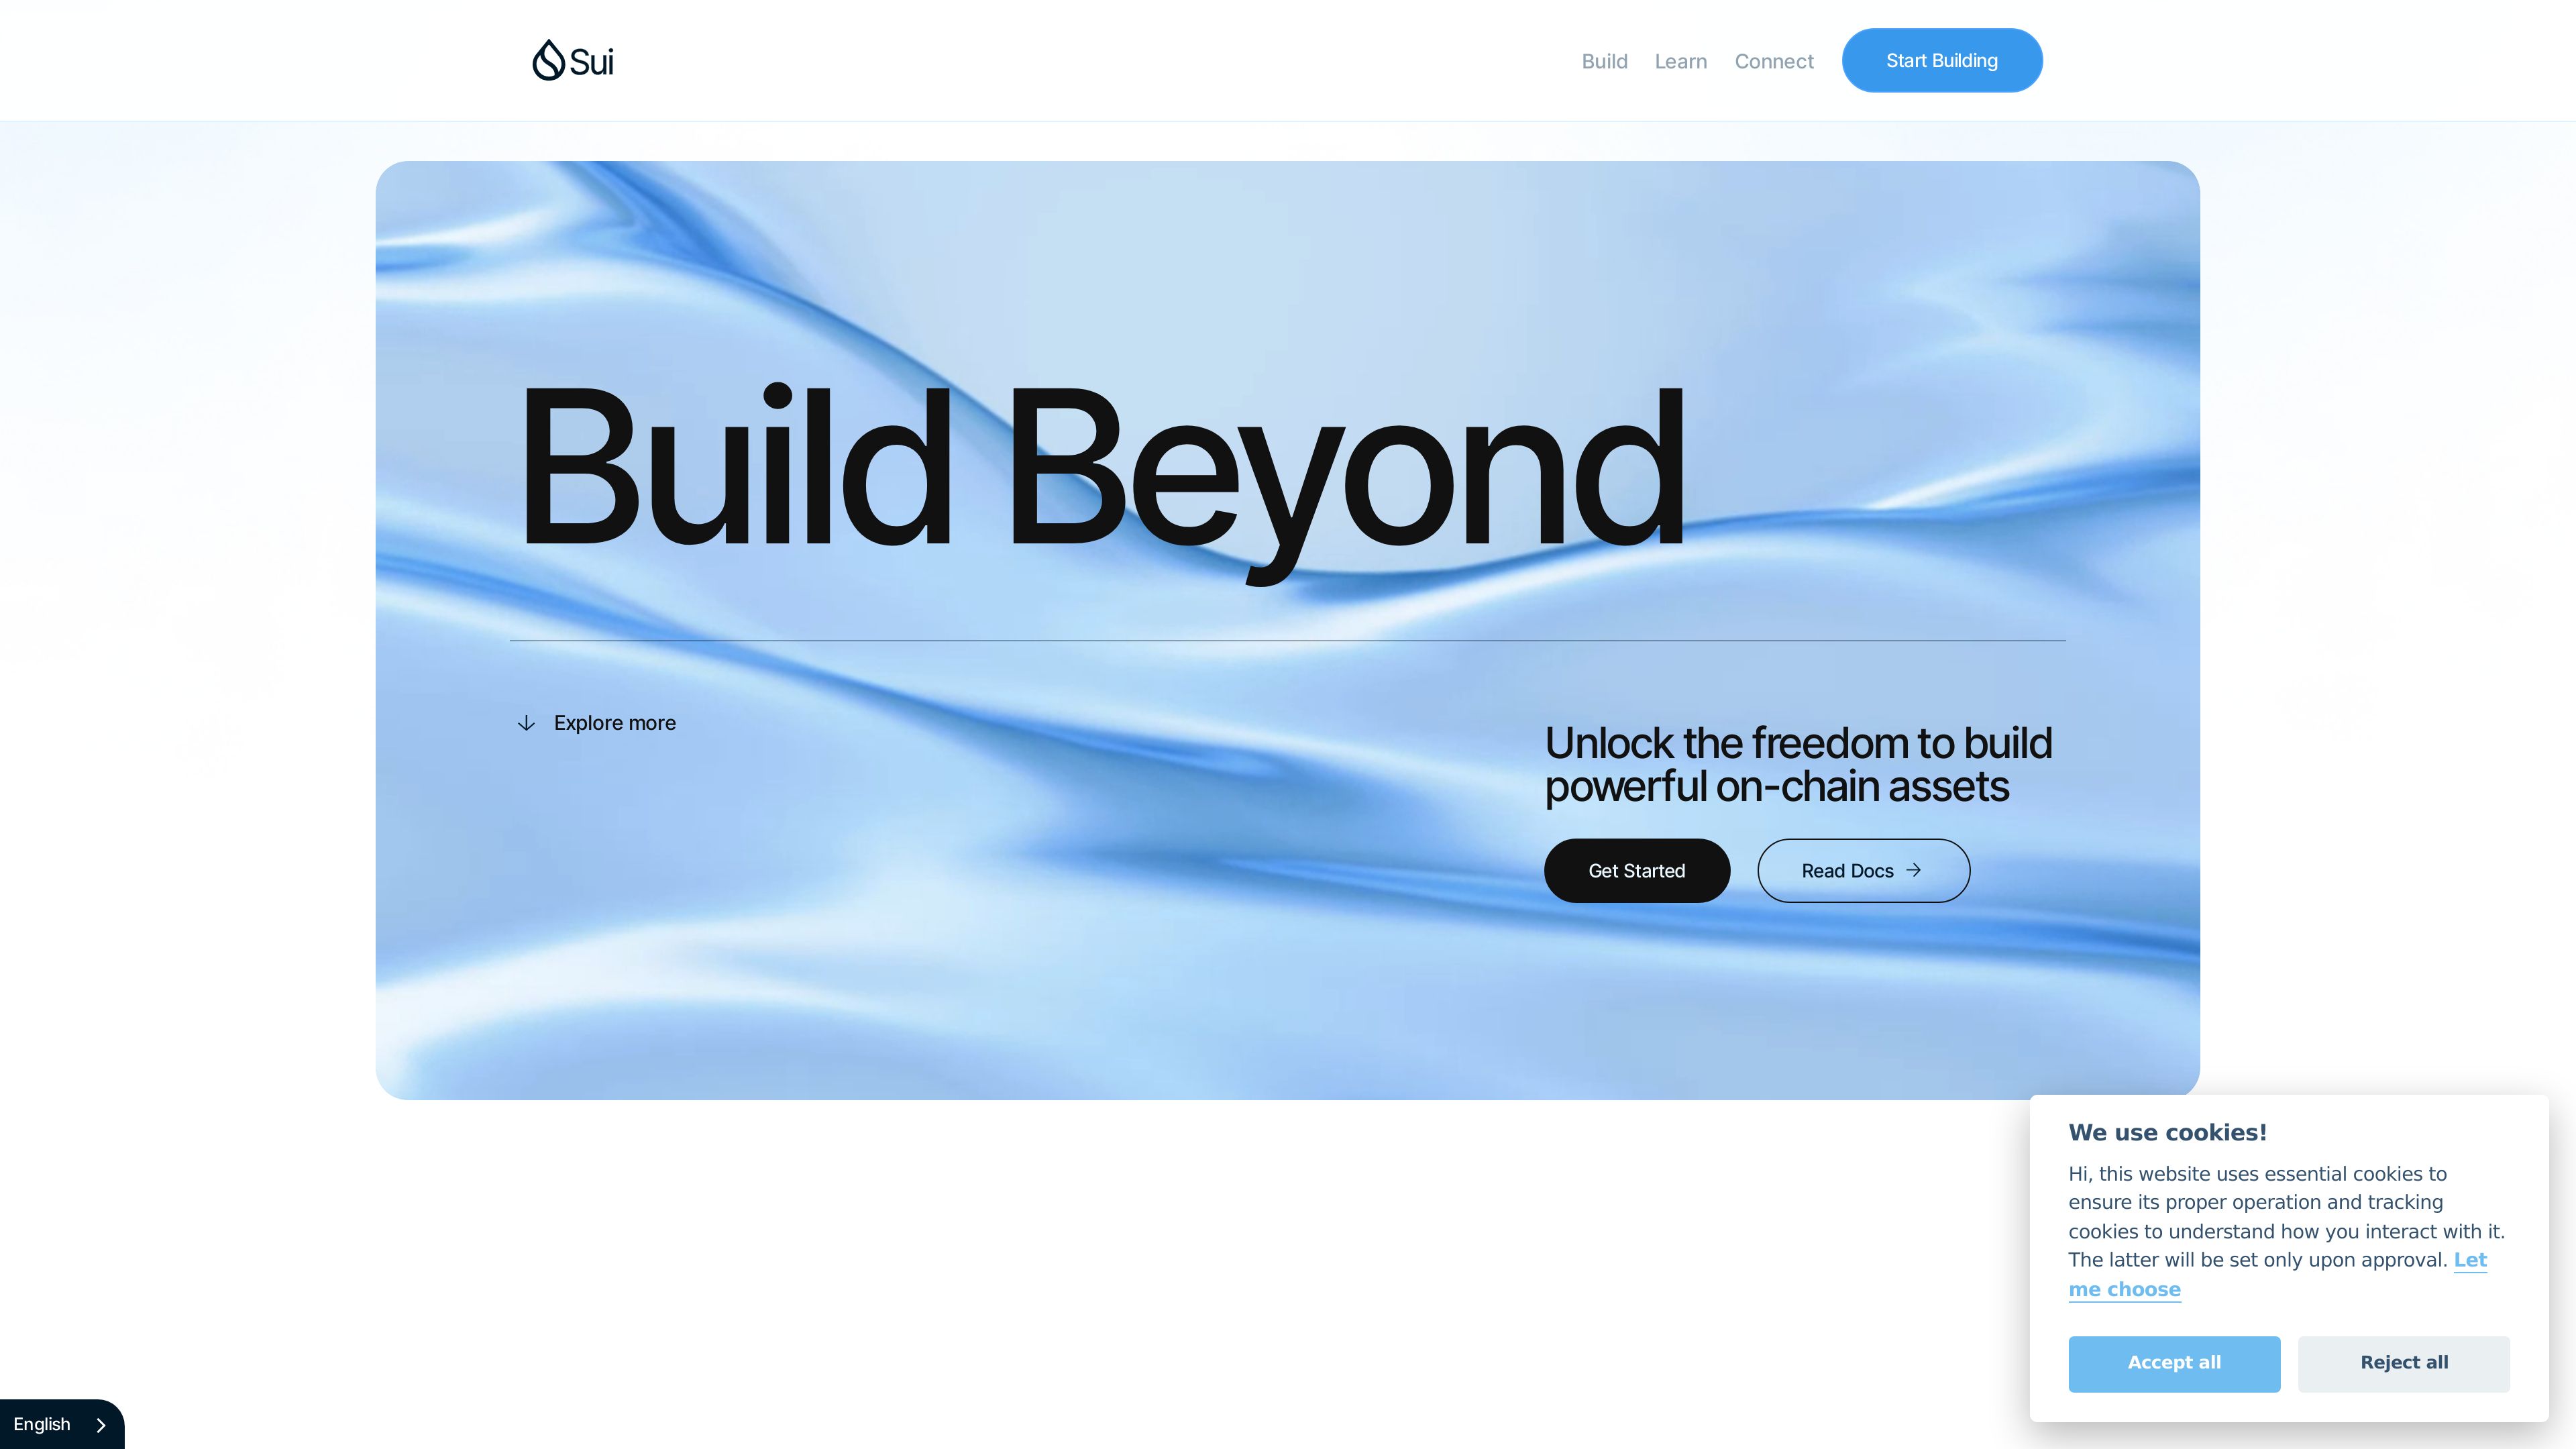 Sui
Build
Learn
Connect
Start Building
Build Beyond
Explore more
Unlock the freedom to build
powerful on-chain assets
Get Started
Read Docs
We use cookies!
Hi, this website uses essential cookies to
ensure its proper operation and tracking
cookies to understand how you interact with it.
The latter will be set only upon approval. Let
me choose
Accept all
Reject all
English